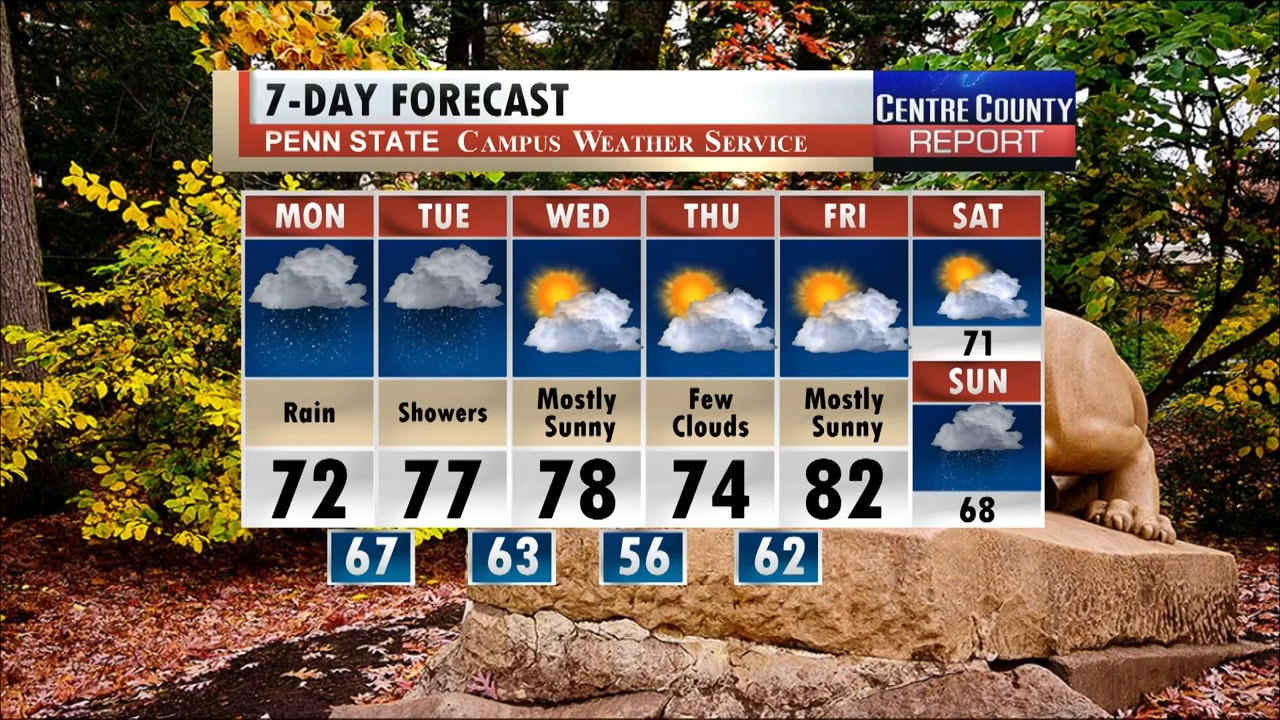 7-DAY FORECAST
PENN STATE CAMPUS WEATHER SERVICE
CENTRE COUNTY
REPORT
MON TUE WED THU FRI SAT
71
SUN
Rain Showers Mostly Sunny Few Clouds Mostly Sunny
72 77 78 74 82 68
67 63 56 62